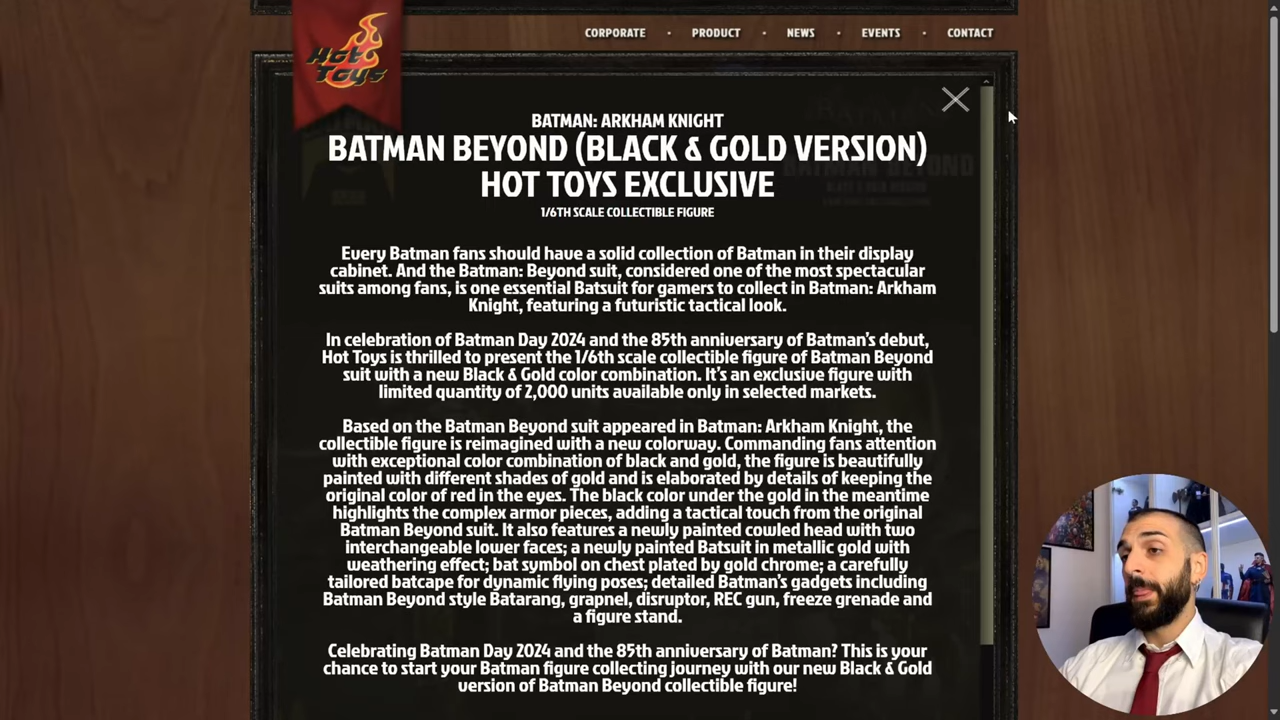 Hot
Toys
CORPORATE • PRODUCT • NEWS • EVENTS • CONTACT
BATMAN: ARKHAM KNIGHT
BATMAN BEYOND (BLACK & GOLD VERSION)
HOT TOYS EXCLUSIVE
1/6TH SCALE COLLECTIBLE FIGURE
Every Batman fans should have a solid collection of Batman in their display
cabinet. And the Batman: Beyond suit, considered one of the most spectacular
suits among fans, is one essential Batsuit for gamers to collect in Batman: Arkham
Knight, featuring a futuristic tactical look.
In celebration of Batman Day 2024 and the 85th anniversary of Batman's debut,
Hot Toys is thrilled to present the 1/6th scale collectible figure of Batman Beyond
suit with a new Black & Gold color combination. It's an exclusive figure with
limited quantity of 2,000 units available only in selected markets.
Based on the Batman Beyond suit appeared in Batman: Arkham Knight, the
collectible figure is reimagined with a new colorway. Commanding fans attention
with exceptional color combination of black and gold, the figure is beautifully
painted with different shades of gold and is elaborated by details of keeping the
original color of red in the eyes. The black color under the gold in the meantime
highlights the complex armor pieces, adding a tactical touch from the original
Batman Beyond suit. It also features a newly painted cowled head with two
interchangeable lower faces; a newly painted Batsuit in metallic gold with
weathering effect; bat symbol on chest plated by gold chrome; a carefully
tailored batcape for dynamic flying poses; detailed Batman's gadgets including
Batman Beyond style Batarang, grapnel, disruptor, REC gun, freeze grenade and
a figure stand.
Celebrating Batman Day 2024 and the 85th anniversary of Batman? This is your
chance to start your Batman figure collecting journey with our new Black & Gold
version of Batman Beyond collectible figure!